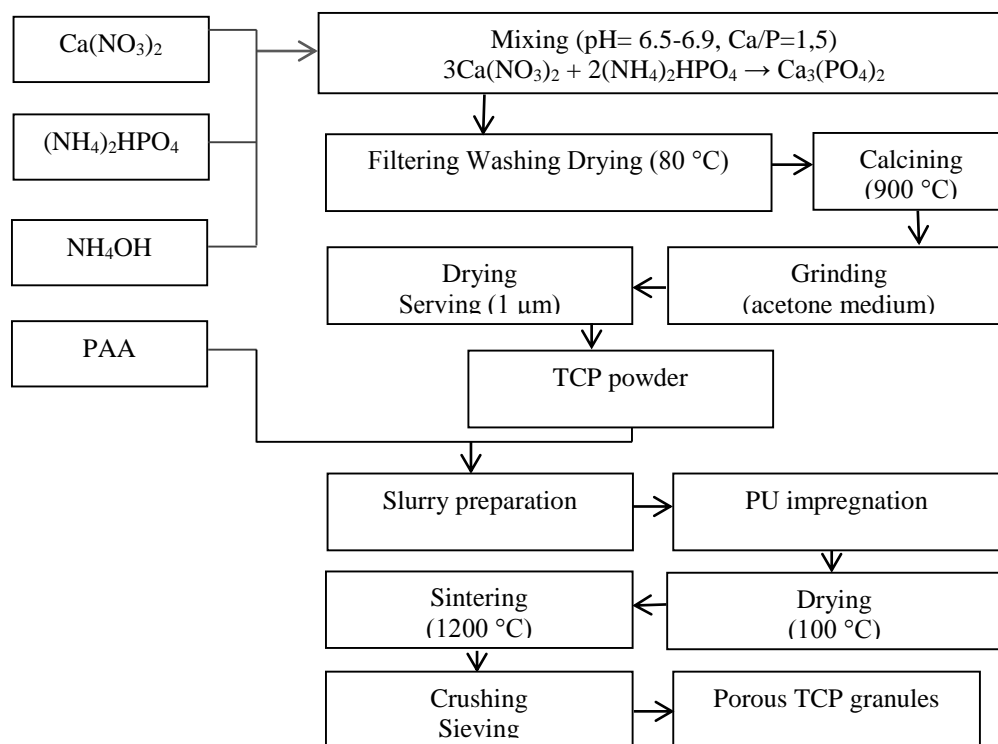 Ca(NO₃)₂
(NH₄)₂HPO₄
NH₄OH
PAA
Mixing (pH= 6.5-6.9, Ca/P=1,5)
3Ca(NO₃)₂ + 2(NH₄)₂HPO₄ → Ca₃(PO₄)₂
Filtering Washing Drying (80 °C)
Calcining
(900 °C)
Grinding
(acetone medium)
Drying
Serving (1 μm)
TCP powder
Slurry preparation
PU impregnation
Drying
(100 °C)
Sintering
(1200 °C)
Crushing
Sieving
Porous TCP granules